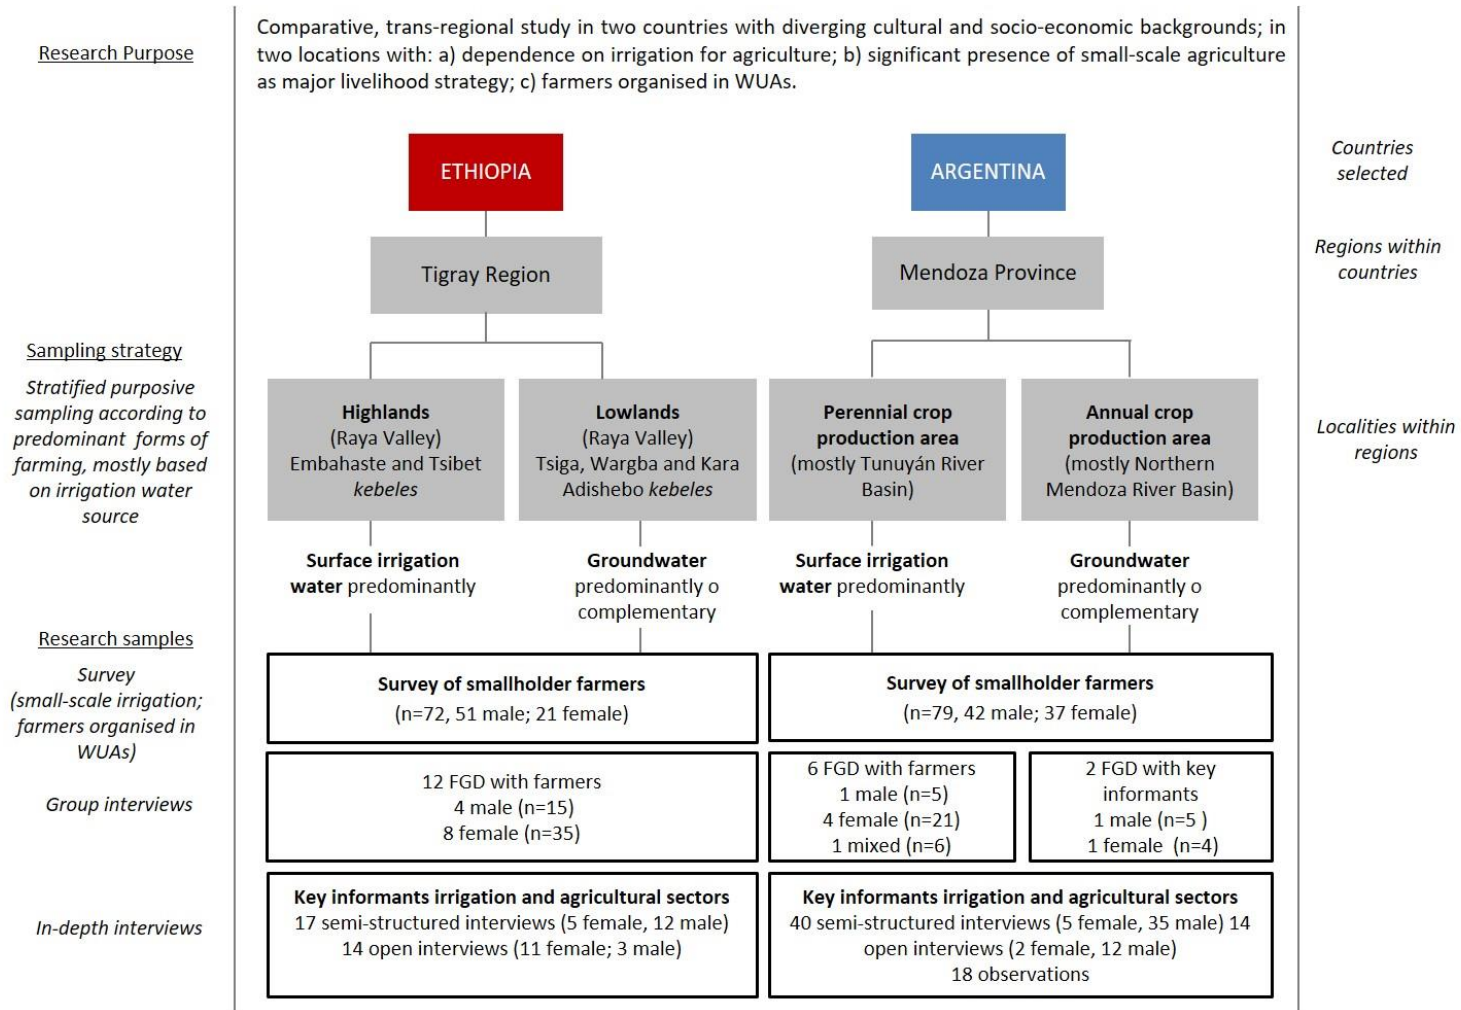 Research Purpose
Comparative, trans-regional study in two countries with diverging cultural and socio-economic backgrounds; in
two locations with: a) dependence on irrigation for agriculture; b) significant presence of small-scale agriculture
as major livelihood strategy; c) farmers organised in WUAs.
ETHIOPIA
ARGENTINA
Countries
selected
Tigray Region
Mendoza Province
Regions within
countries
Sampling strategy
Stratified purposive
sampling according to
predominant forms of
farming, mostly based
on irrigation water
source
Highlands
(Raya Valley)
Embahaste and Tsibet
kebeles
Lowlands
(Raya Valley)
Tsiga, Wargba and Kara
Adishebo kebeles
Perennial crop
production area
(mostly Tunuyán River
Basin)
Annual crop
production area
(mostly Northern
Mendoza River Basin)
Localities within
regions
Surface irrigation
water predominantly
Groundwater
predominantly o
complementary
Surface irrigation
water predominantly
Groundwater
predominantly o
complementary
Research samples
Survey
(small-scale irrigation;
farmers organised in
WUAs)
Survey of smallholder farmers
(n=72, 51 male; 21 female)
Survey of smallholder farmers
(n=79, 42 male; 37 female)
Group interviews
12 FGD with farmers
4 male (n=15)
8 female (n=35)
6 FGD with farmers
1 male (n=5)
4 female (n=21)
1 mixed (n=6)
2 FGD with key
informants
1 male (n=5 )
1 female (n=4)
In-depth interviews
Key informants irrigation and agricultural sectors
17 semi-structured interviews (5 female, 12 male)
14 open interviews (11 female; 3 male)
Key informants irrigation and agricultural sectors
40 semi-structured interviews (5 female, 35 male) 14
open interviews (2 female, 12 male)
18 observations